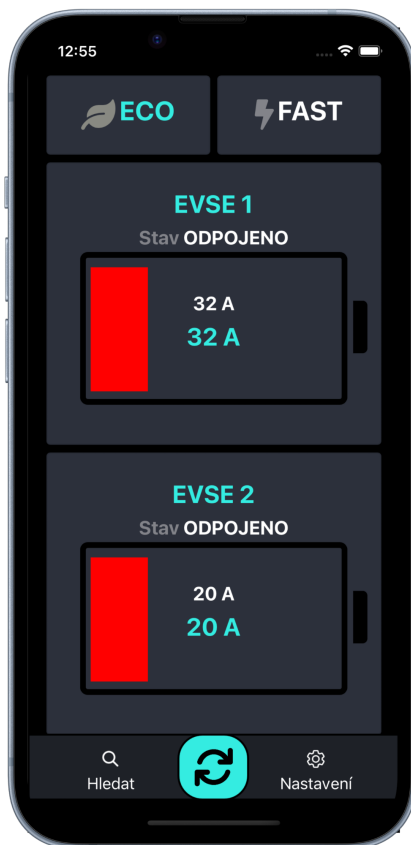 12:55
ECO
FAST
EVSE 1
Stav ODPOJENO
32 A
32 A
EVSE 2
Stav ODPOJENO
20 A
20 A
Hledat
Nastavení